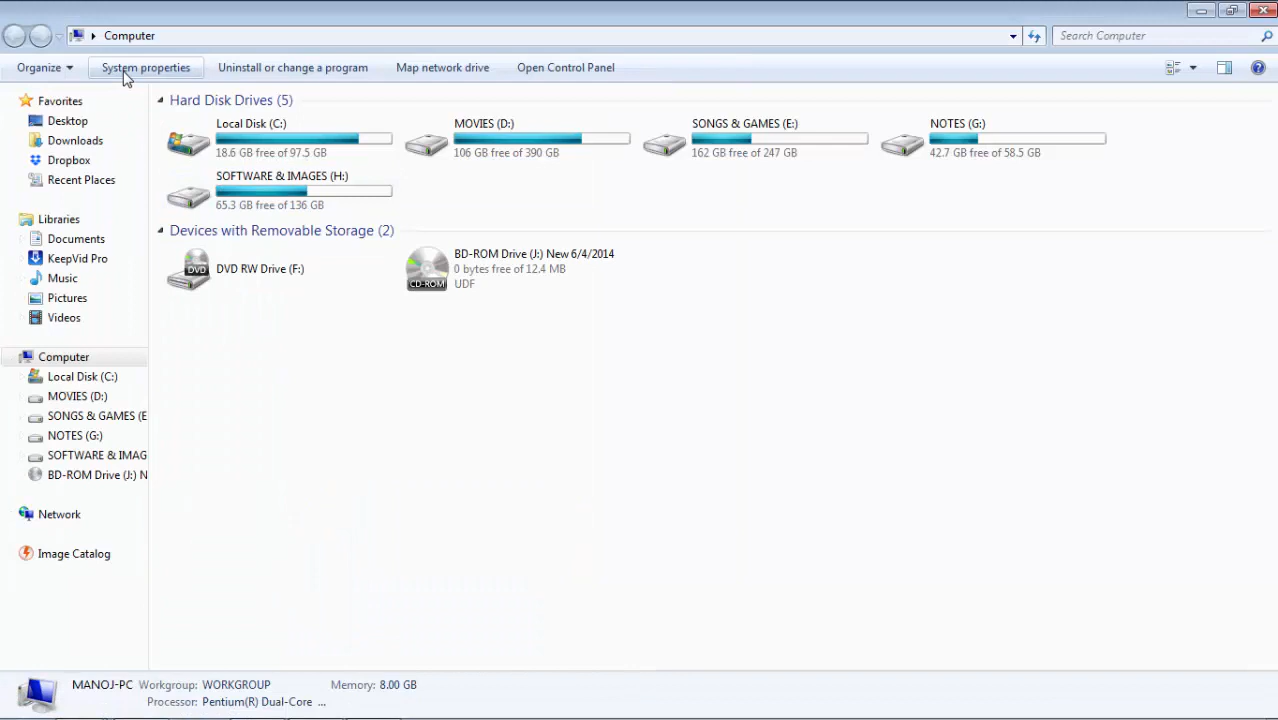 Computer
Search Computer
Organize
System properties
Uninstall or change a program
Map network drive
Open Control Panel
Favorites
Desktop
Downloads
Dropbox
Recent Places
Libraries
Documents
KeepVid Pro
Music
Pictures
Videos
Computer
Local Disk (C:)
MOVIES (D:)
SONGS & GAMES (E
NOTES (G:)
SOFTWARE & IMAG
BD-ROM Drive (J:) N
Network
Image Catalog
Hard Disk Drives (5)
Local Disk (C:)
18.6 GB free of 97.5 GB
MOVIES (D:)
106 GB free of 390 GB
SONGS & GAMES (E:)
162 GB free of 247 GB
NOTES (G:)
42.7 GB free of 58.5 GB
SOFTWARE & IMAGES (H:)
65.3 GB free of 136 GB
Devices with Removable Storage (2)
DVD
DVD RW Drive (F:)
CD-ROM
BD-ROM Drive (J:) New 6/4/2014
0 bytes free of 12.4 MB
UDF
MANOJ-PC Workgroup: WORKGROUP Memory: 8.00 GB
Processor: Pentium(R) Dual-Core ...